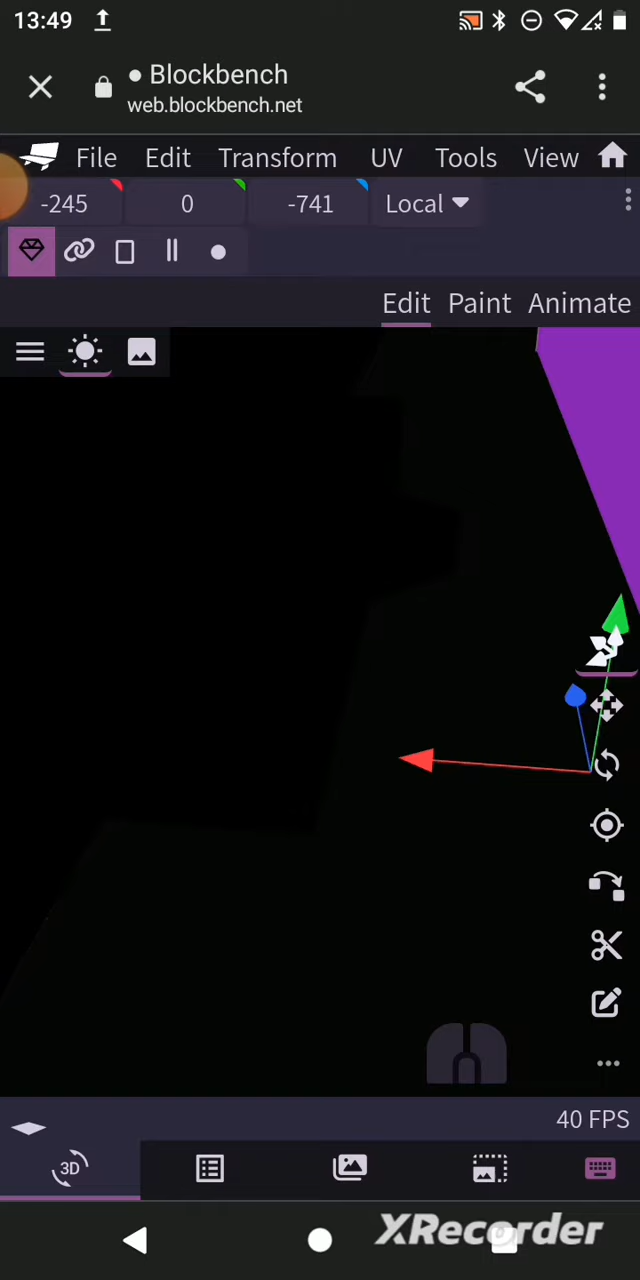 13:49
Blockbench
web.blockbench.net
File Edit Transform UV Tools View
-245 0 -741 Local
Edit Paint Animate
40 FPS
3D
XRecorder